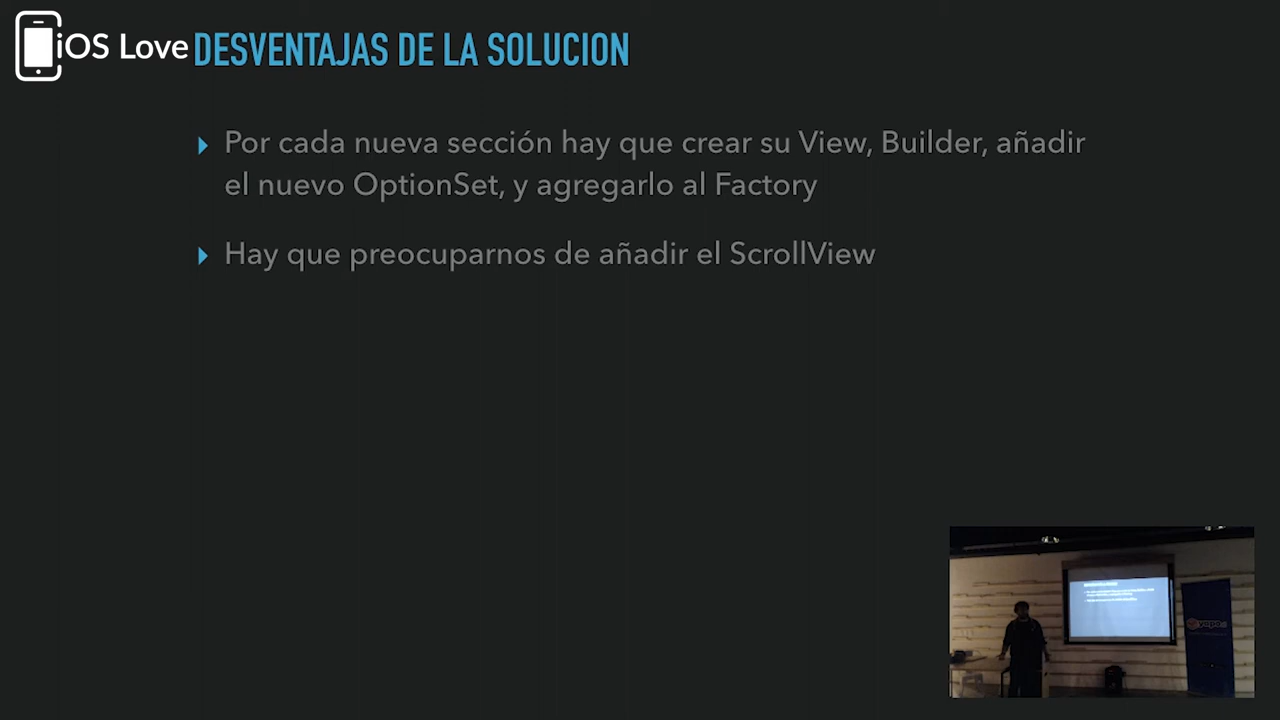 iOS Love
DESVENTAJAS DE LA SOLUCION
Por cada nueva sección hay que crear su View, Builder, añadir
el nuevo OptionSet, y agregarlo al Factory
Hay que preocuparnos de añadir el ScrollView